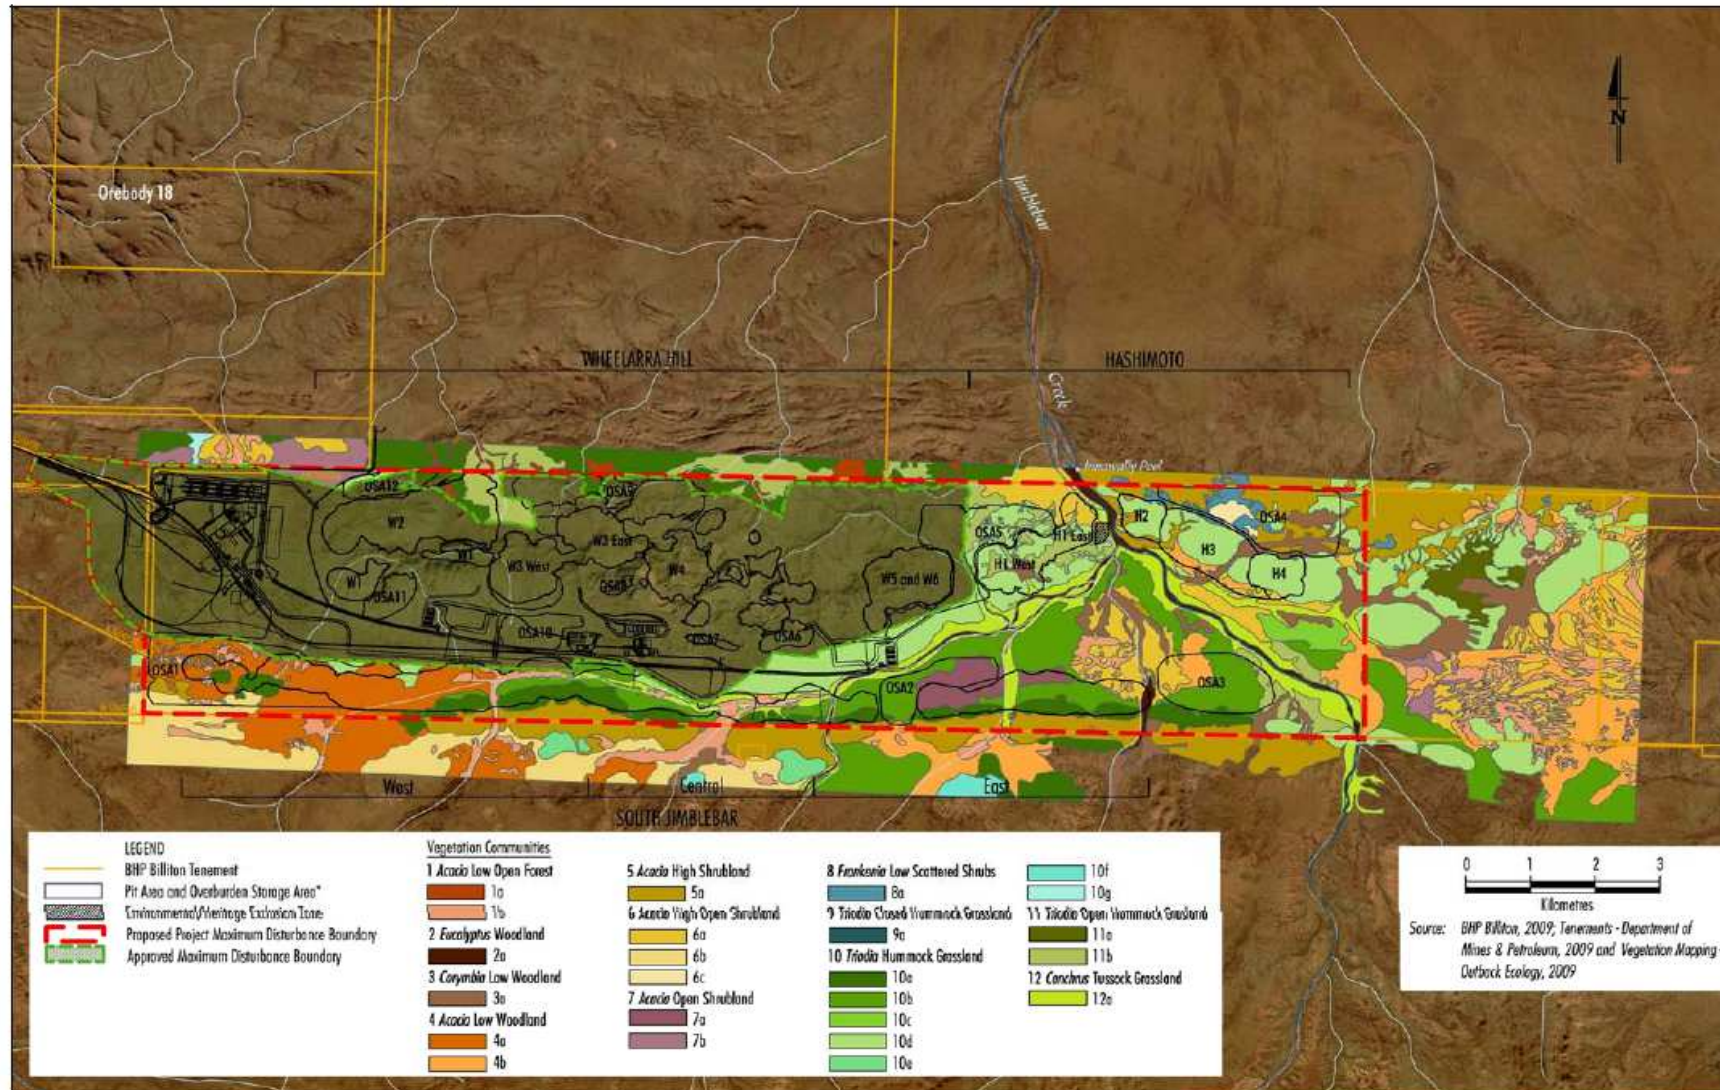 N
Orebody 18
Jimblebar
Creek
WHEELARRA HILL
HASHIMOTO
Innawally Pool
OSA12
OSA9
W2
W3 East
W1
W3 West
W4
OSA8
W1
OSA11
W5 and W6
OSA10
OSA7
OSA6
OSA5
H1 East
H1 West
H2
OSA4
H3
H4
OSA1
OSA2
OSA3
West
Central
East
SOUTH JIMBLEBAR
LEGEND
BHP Billiton Tenement
Pit Area and Overburden Storage Area*
Environmental/Heritage Exclusion Zone
Proposed Project Maximum Disturbance Boundary
Approved Maximum Disturbance Boundary
Vegetation Communities
1 Acacia Low Open Forest
1a
1b
2 Eucalyptus Woodland
2a
3 Corymbia Low Woodland
3a
4 Acacia Low Woodland
4a
4b
5 Acacia High Shrubland
5a
6 Acacia High Open Shrubland
6a
6b
6c
7 Acacia Open Shrubland
7a
7b
8 Frankenia Low Scattered Shrubs
8a
9 Triodia Closed Hummock Grassland
9a
10 Triodia Hummock Grassland
10a
10b
10c
10d
10e
10f
10g
11 Triodia Open Hummock Grassland
11a
11b
12 Cenchrus Tussock Grassland
12a
0 1 2 3
Kilometres
Source: BHP Billiton, 2009; Tenements - Department of
Mines & Petroleum, 2009 and Vegetation Mapping -
Outback Ecology, 2009